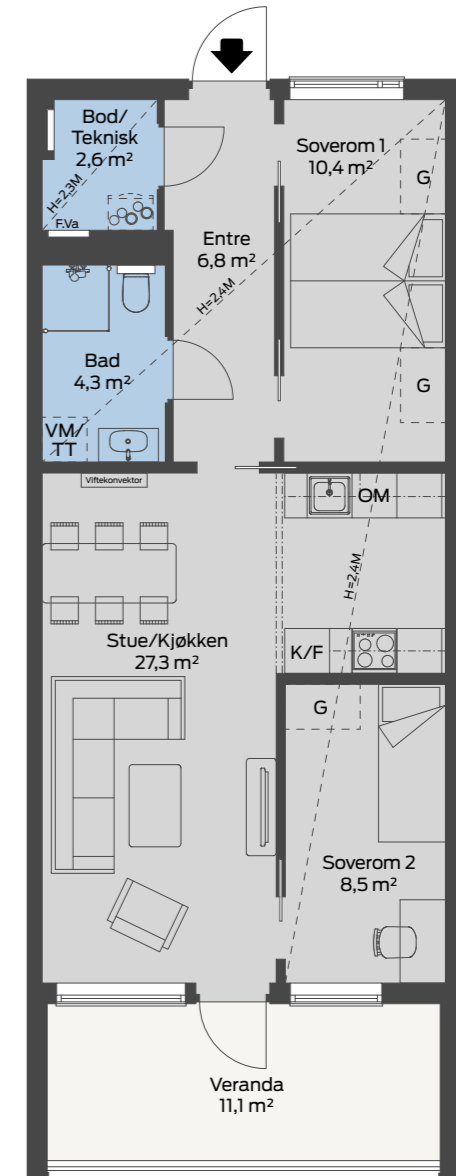 Bod/
Teknisk
2,6 m²
H=2,3M
F.Va
Soverom 1
10,4 m²
G
Entre
6,8 m²
H=2,4M
Bad
4,3 m²
G
VM/
TT
Viftekonvektor
OM
H=2,4M
Stue/Kjøkken
27,3 m²
K/F
G
Soverom 2
8,5 m²
Veranda
11,1 m²